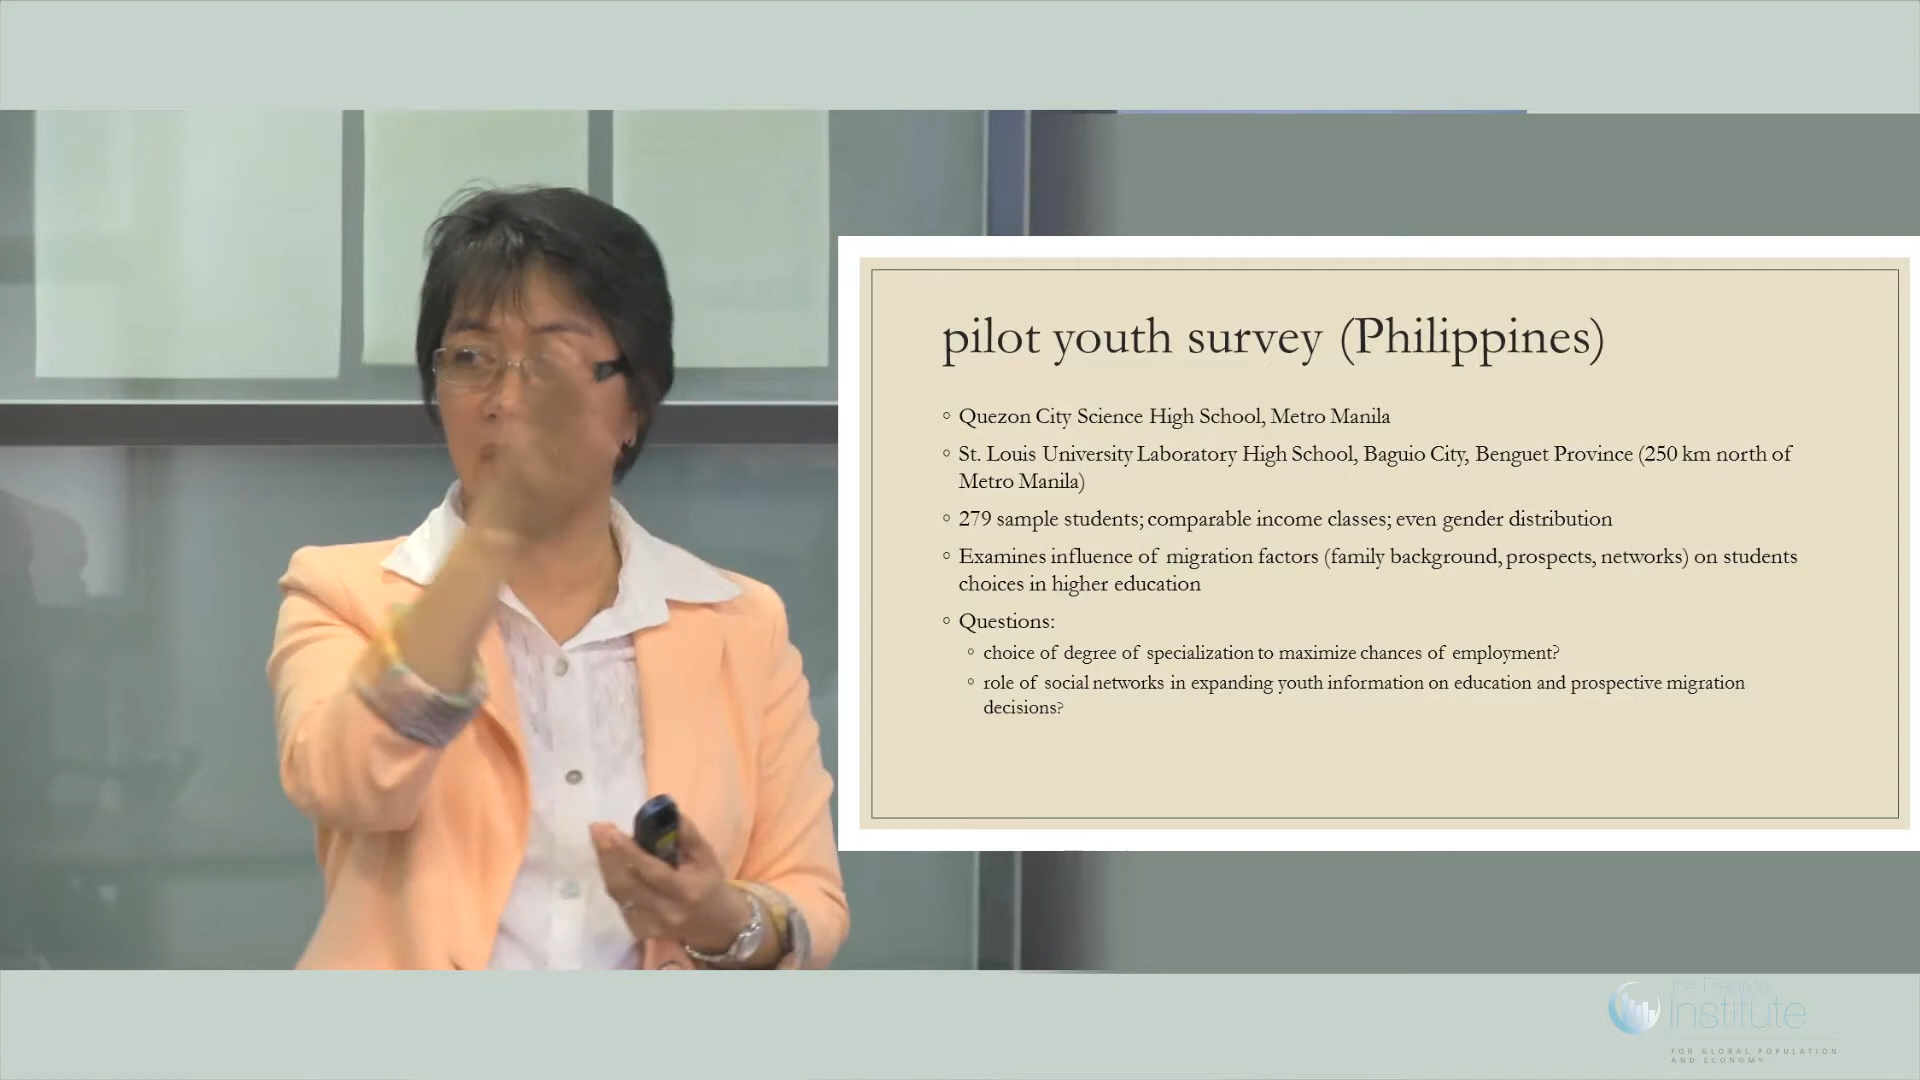 pilot youth survey (Philippines)
◦ Quezon City Science High School, Metro Manila
◦ St. Louis University Laboratory High School, Baguio City, Benguet Province (250 km north of
Metro Manila)
◦ 279 sample students; comparable income classes; even gender distribution
◦ Examines influence of migration factors (family background, prospects, networks) on students
choices in higher education
◦ Questions:
◦ choice of degree of specialization to maximize chances of employment?
◦ role of social networks in expanding youth information on education and prospective migration
decisions?
Institute
FOR GLOBAL POPULATION
AND ECONOMY